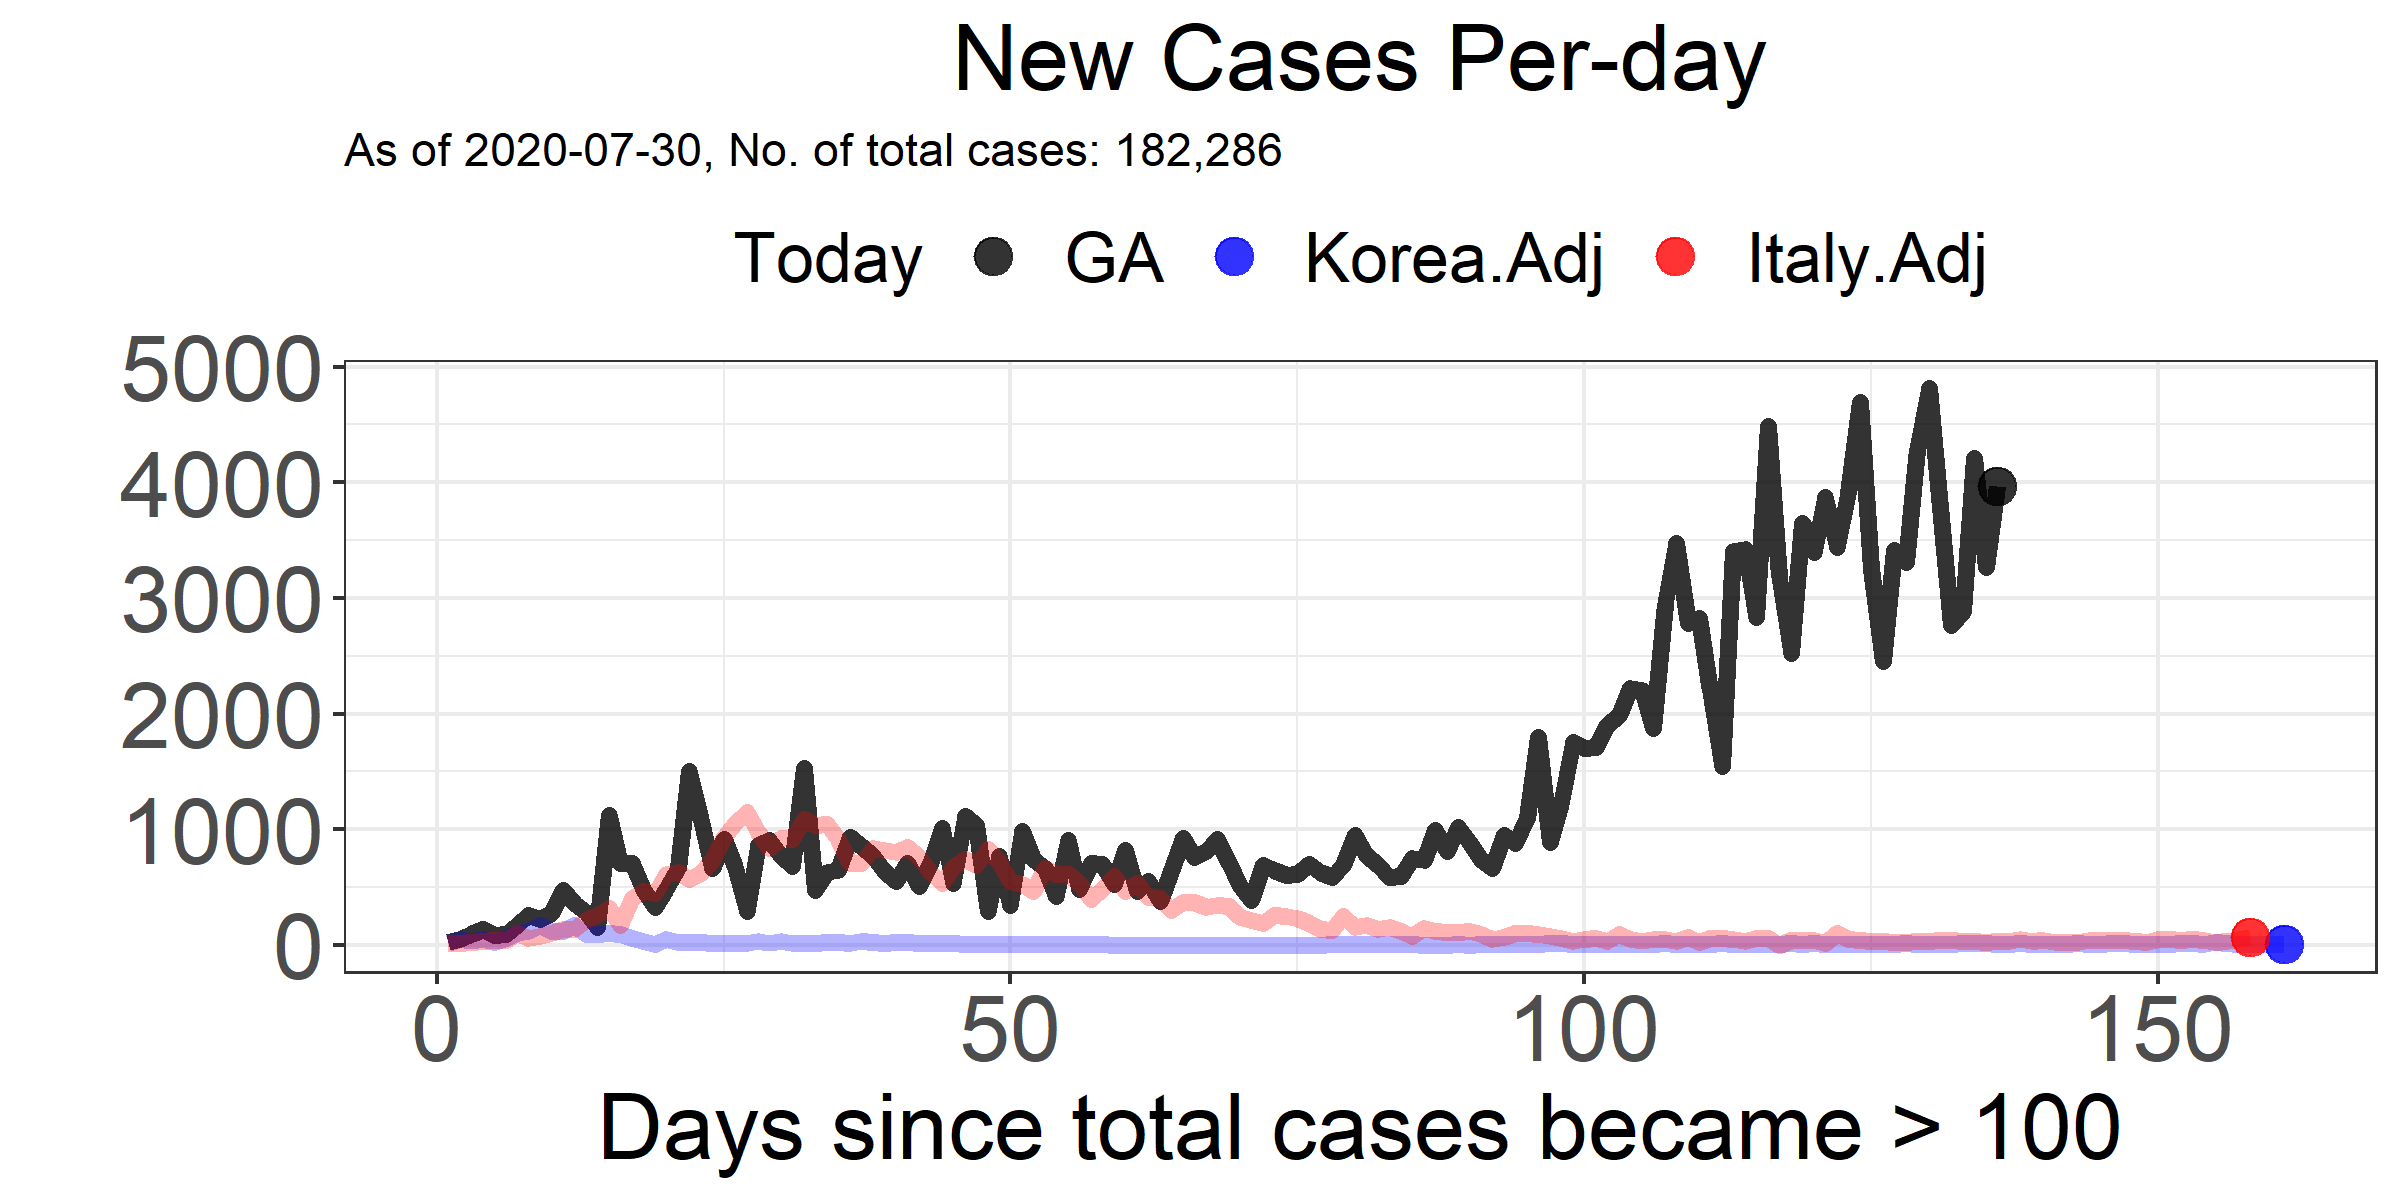 New Cases Per-day
As of 2020-07-30, No. of total cases: 182,286
Today GA Korea.Adj Italy.Adj
5000
4000
3000
2000
1000
0
0 50 100 150
Days since total cases became > 100